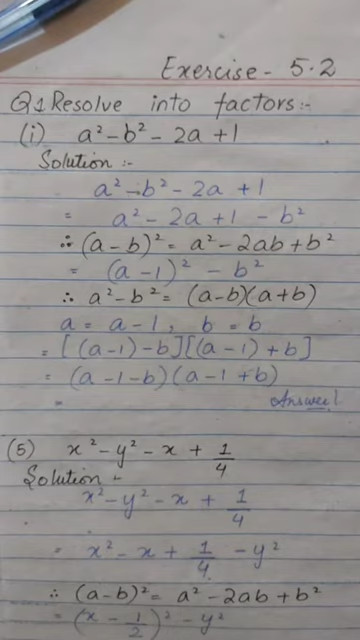 Exercise - 5.2
Q1 Resolve into factors:-
(i) a² - b² - 2a + 1
Solution :-
a² - b² - 2a + 1
= a² - 2a + 1 - b²
∴ (a - b)² = a² - 2ab + b²
= (a - 1)² - b²
∴ a² - b² = (a-b)(a+b)
a = a - 1, b = b
= [(a-1) - b][(a-1) + b]
= (a - 1 - b)(a - 1 + b)
= Answer!
(5) x² - y² - x + 1/4
Solution -
x² - y² - x + 1/4
= x² - x + 1/4 - y²
∴ (a-b)² = a² - 2ab + b²
= (x - 1/2)² - y²